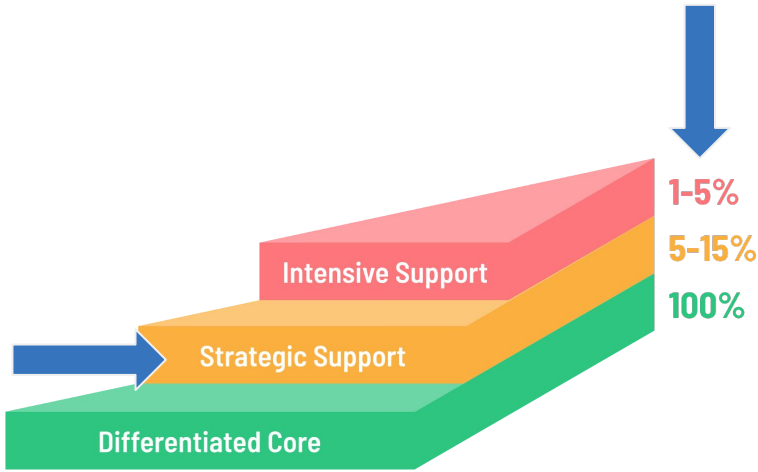 1-5%
5-15%
100%
Intensive Support
Strategic Support
Differentiated Core